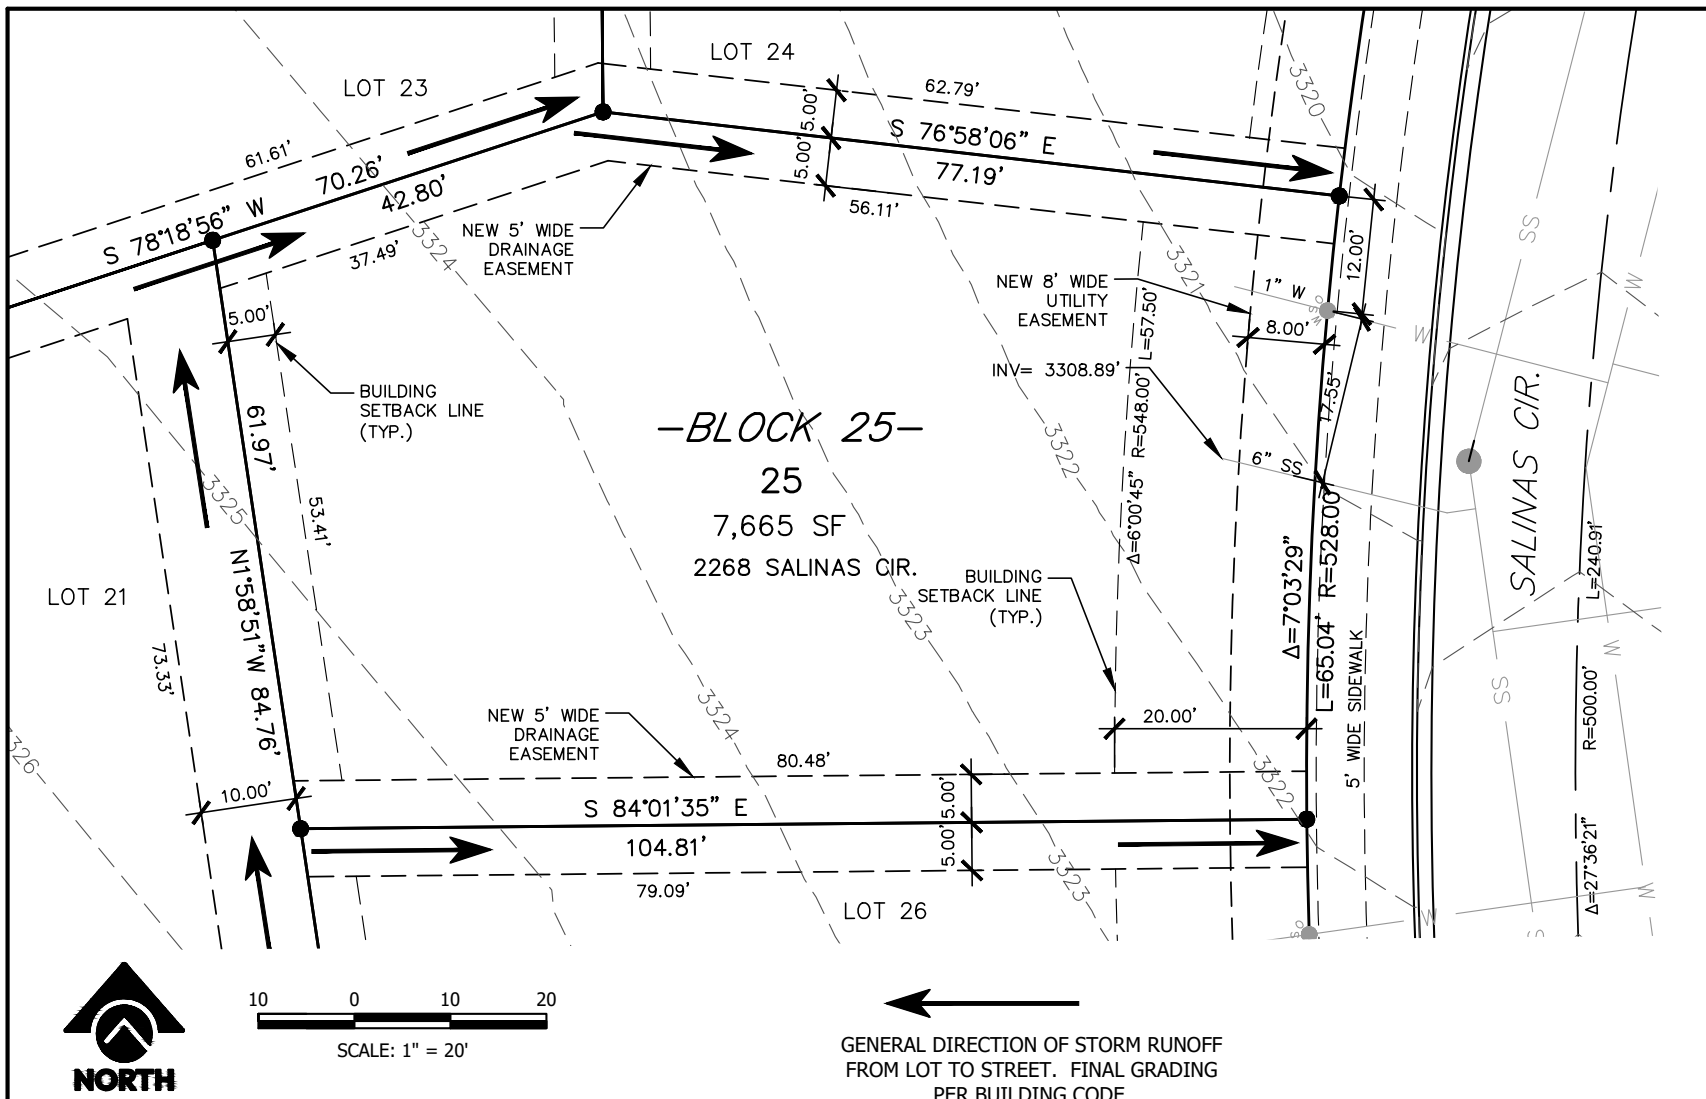 LOT 24
LOT 23
62.79'
3320
5.00'
5.00'
S 76°58'06" E
77.19'
61.61'
70.26'
42.80'
S 78°18'56" W
56.11'
37.49'
3324
NEW 5' WIDE
DRAINAGE
EASEMENT
3321
12.00'
SS
W
NEW 8' WIDE
UTILITY
EASEMENT
1" W
W
8.00'
5.00'
INV= 3308.89'
17.55'
BUILDING
SETBACK LINE
(TYP.)
Δ=6°00'45" R=548.00' L=57.50'
61.97'
-BLOCK 25-
25
7,665 SF
2268 SALINAS CIR.
3322
6" SS
SALINAS CIR.
3325
53.41'
L=240.91'
N1°58'51"W 84.76'
Δ=7°03'29"
L=65.04' R=528.00'
LOT 21
3323
BUILDING
SETBACK LINE
(TYP.)
73.33'
5' WIDE SIDEWALK
W
SS
R=500.00'
3324
NEW 5' WIDE
DRAINAGE
EASEMENT
20.00'
3326
80.48'
3322
10.00'
S 84°01'35" E
104.81'
5.00'
5.00'
3323
Δ=27°36'21"
79.09'
LOT 26
W
W
10 0 10 20
SCALE: 1" = 20'
NORTH
GENERAL DIRECTION OF STORM RUNOFF
FROM LOT TO STREET. FINAL GRADING
PER BUILDING CODE